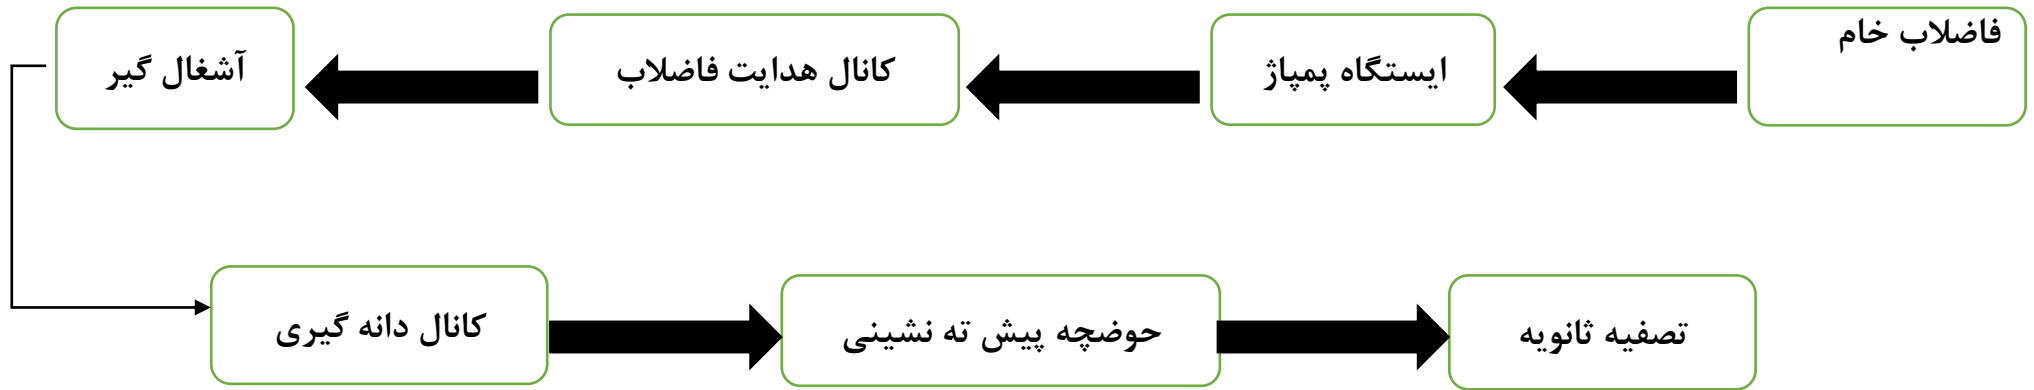 فاضلاب خام
ایستگاه پمپاژ
کانال هدایت فاضلاب
آشغال گیر
کانال دانه گیری
حوضچه پیش ته نشینی
تصفیه ثانویه